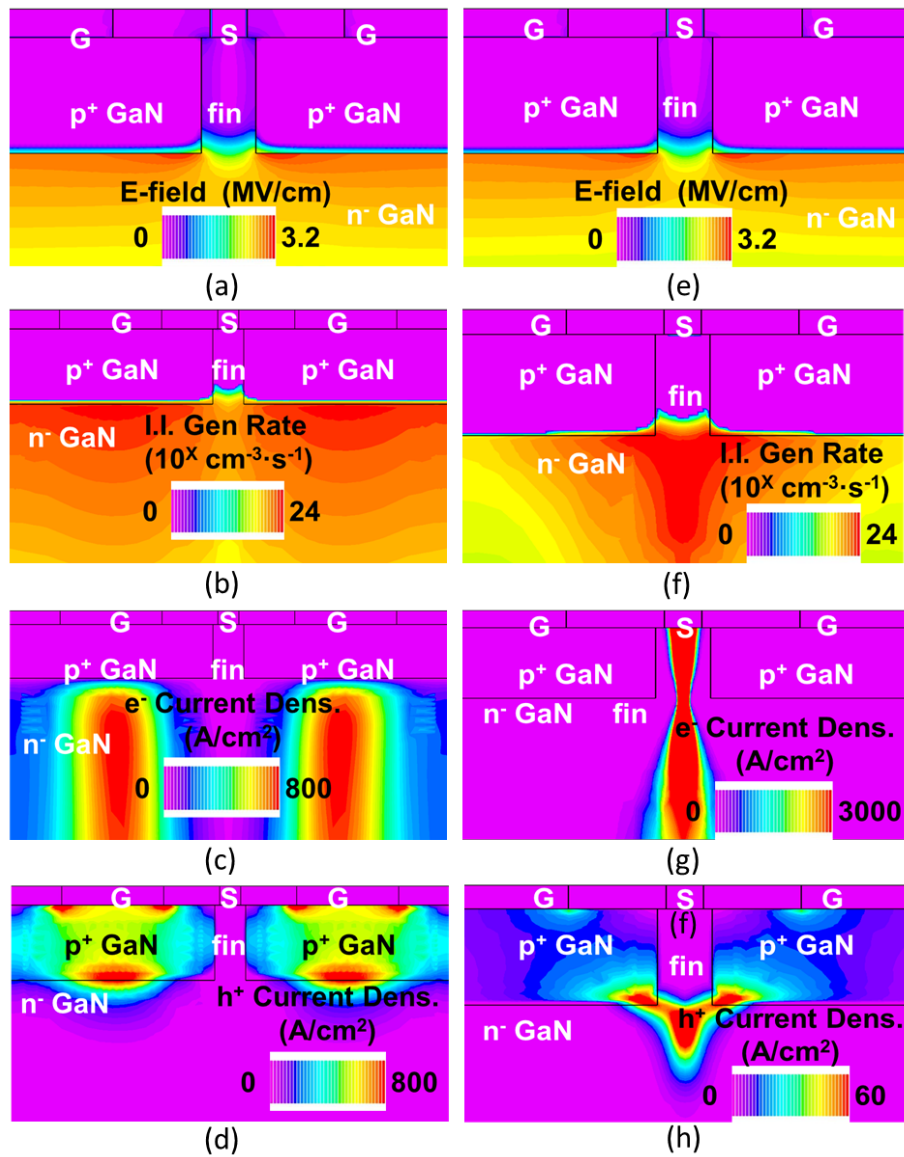 G S G
p⁺ GaN fin p⁺ GaN
E-field (MV/cm)
n⁻ GaN
0 3.2
(a)
G S G
p⁺ GaN fin p⁺ GaN
E-field (MV/cm)
n⁻ GaN
0 3.2
(e)
G S G
p⁺ GaN fin p⁺ GaN
n⁻ GaN
I.I. Gen Rate
(10ˣ cm⁻³·s⁻¹)
0 24
(b)
G S G
p⁺ GaN fin p⁺ GaN
n⁻ GaN
I.I. Gen Rate
(10ˣ cm⁻³·s⁻¹)
0 24
(f)
G S G
p⁺ GaN fin p⁺ GaN
e⁻ Current Dens.
n⁻ GaN
(A/cm²)
0 800
(c)
G S G
p⁺ GaN p⁺ GaN
n⁻ GaN fin
e⁻ Current Dens.
(A/cm²)
0 3000
(g)
G S G
p⁺ GaN fin p⁺ GaN
n⁻ GaN
h⁺ Current Dens.
(A/cm²)
0 800
(d)
G S G
(f)
p⁺ GaN fin p⁺ GaN
n⁻ GaN
h⁺ Current Dens.
(A/cm²)
0 60
(h)